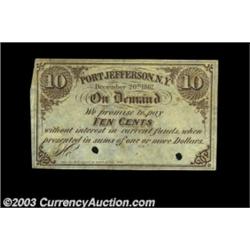 PORT JEFFERSON, N.Y.
10
December 20th 1862
10
On Demand
We promise to pay
TEN CENTS
without interest in current funds, when
presented in sums of one or more Dollars.
© 2003 CurrencyAuction.com